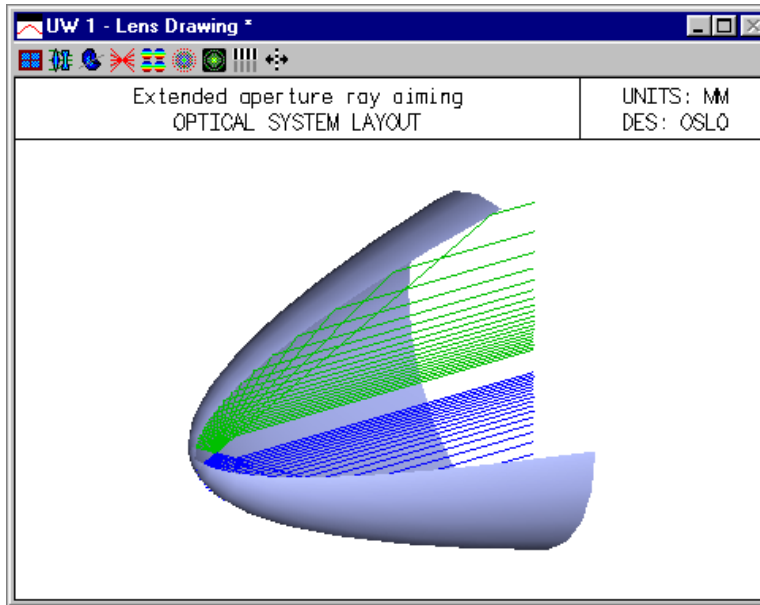 UW 1 - Lens Drawing *
Extended aperture ray aiming
OPTICAL SYSTEM LAYOUT
UNITS: MM
DES: OSLO